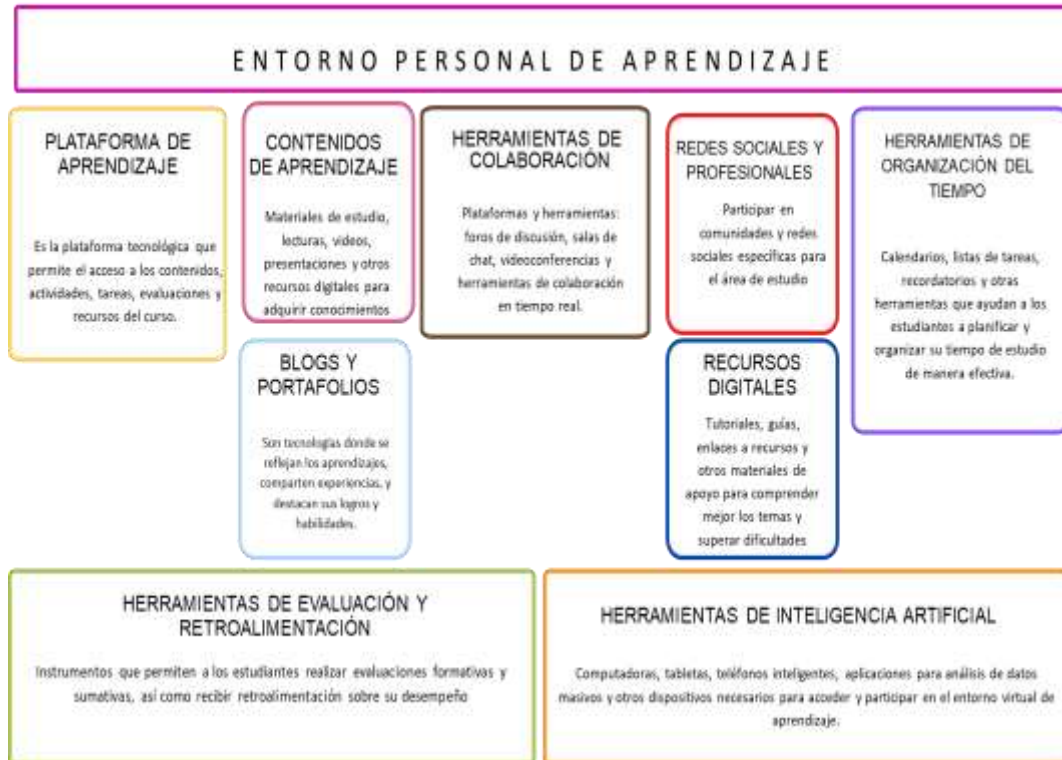 ENTORNO PERSONAL DE APRENDIZAJE
PLATAFORMA DE
APRENDIZAJE
Es la plataforma tecnológica que
permite el acceso a los contenidos,
actividades, tareas, evaluaciones y
recursos del curso.
CONTENIDOS
DE APRENDIZAJE
Materiales de estudio,
lecturas, videos,
presentaciones y otros
recursos digitales para
adquirir conocimientos
HERRAMIENTAS DE
COLABORACIÓN
Plataformas y herramientas:
foros de discusión, salas de
chat, videoconferencias y
herramientas de colaboración
en tiempo real.
REDES SOCIALES Y
PROFESIONALES
Participar en
comunidades y redes
sociales específicas para
el área de estudio
HERRAMIENTAS DE
ORGANIZACIÓN DEL
TIEMPO
Calendarios, listas de tareas,
recordatorios y otras
herramientas que ayudan a los
estudiantes a planificar y
organizar su tiempo de estudio
de manera efectiva.
BLOGS Y
PORTAFOLIOS
Son tecnologías donde se
reflejan los aprendizajes,
comparten experiencias, y
destacan sus logros y
habilidades.
RECURSOS
DIGITALES
Tutoriales, guías,
enlaces a recursos y
otros materiales de
apoyo para comprender
mejor los temas y
superar dificultades
HERRAMIENTAS DE EVALUACIÓN Y
RETROALIMENTACIÓN
Instrumentos que permiten a los estudiantes realizar evaluaciones formativas y
sumativas, así como recibir retroalimentación sobre su desempeño
HERRAMIENTAS DE INTELIGENCIA ARTIFICIAL
Computadoras, tabletas, teléfonos inteligentes, aplicaciones para análisis de datos
masivos y otros dispositivos necesarios para acceder y participar en el entorno virtual de
aprendizaje.